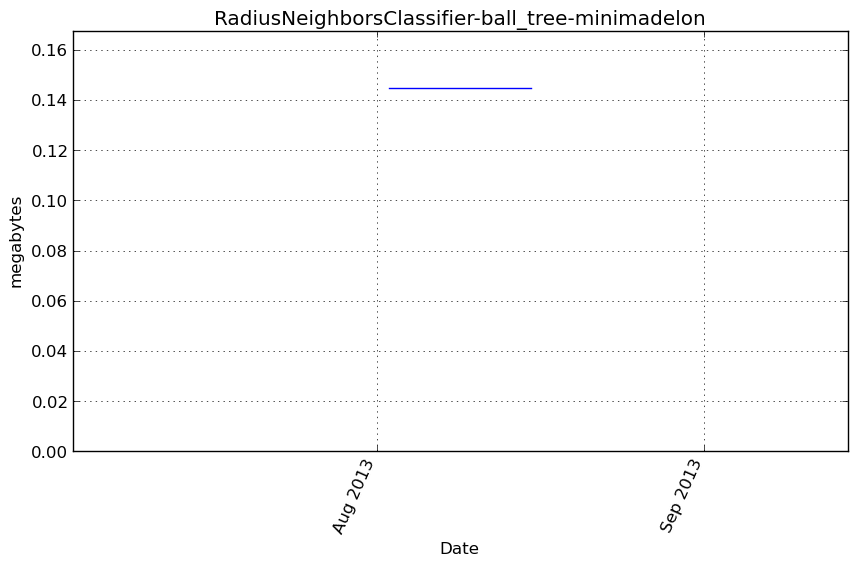 RadiusNeighborsClassifier-ball_tree-minimadelon
0.16
0.14
0.12
0.10
0.08
0.06
0.04
0.02
0.00
megabytes
Aug 2013
Sep 2013
Date